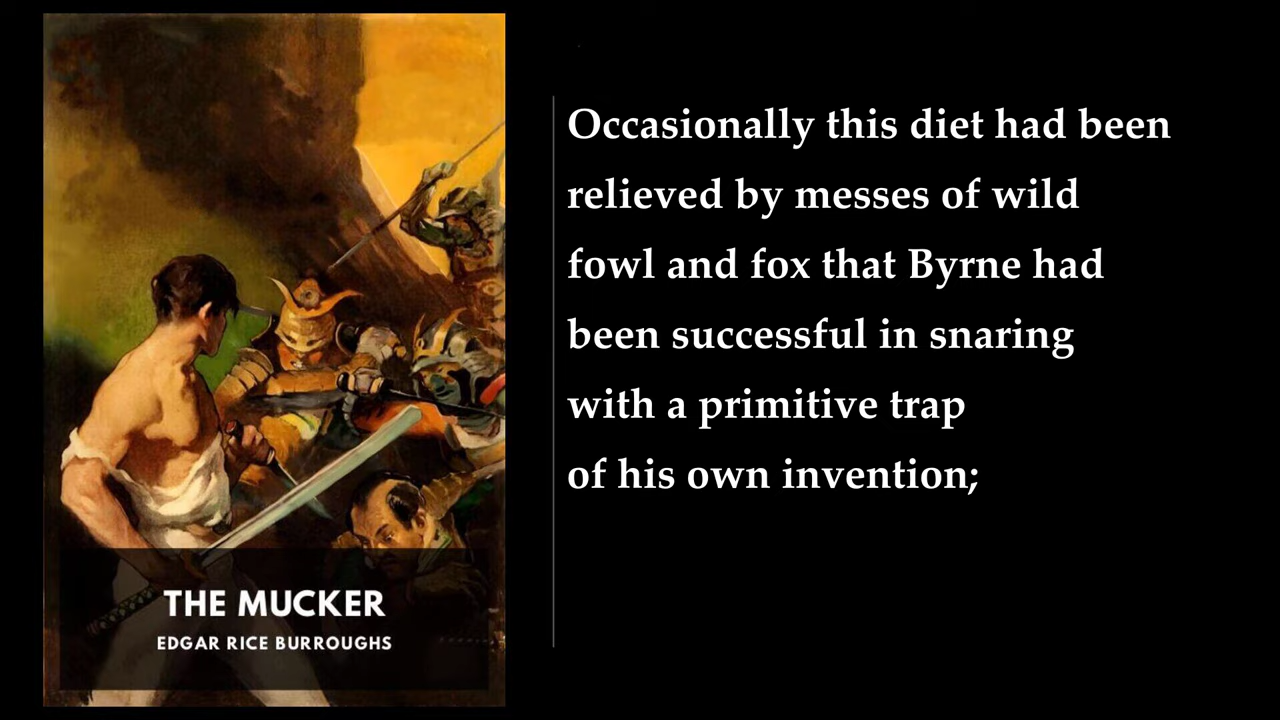 THE MUCKER
EDGAR RICE BURROUGHS
Occasionally this diet had been
relieved by messes of wild
fowl and fox that Byrne had
been successful in snaring
with a primitive trap
of his own invention;